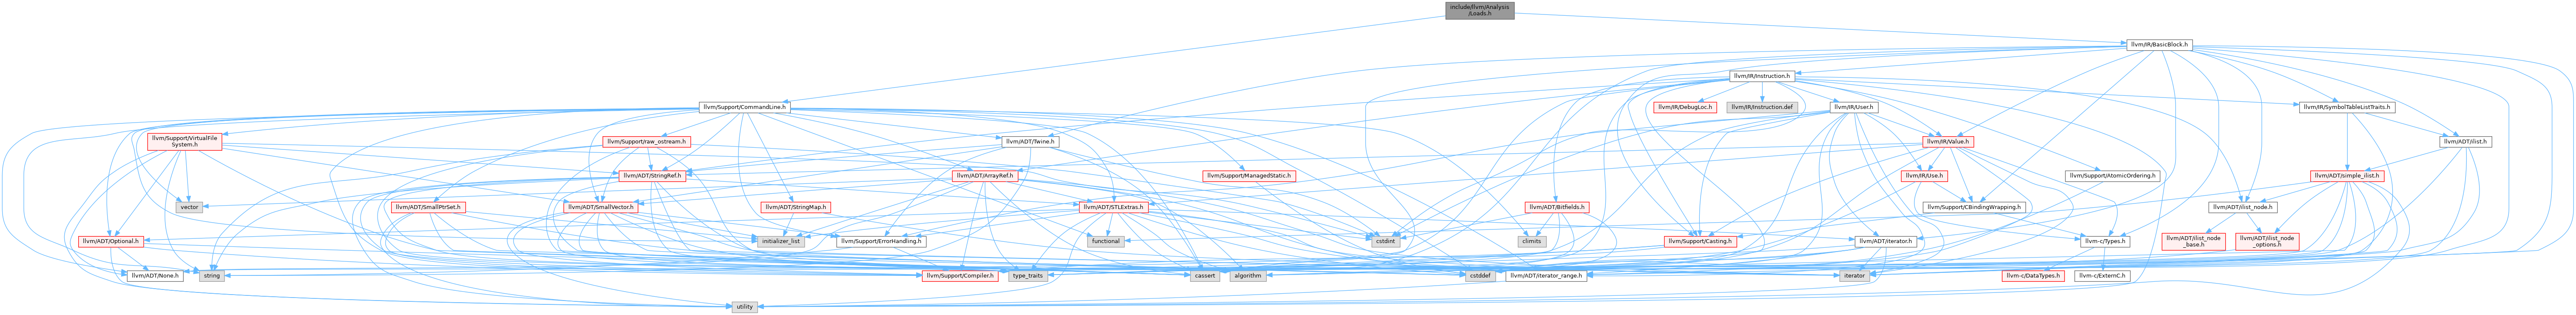 include/llvm/Analysis
/Loads.h
llvm/IR/BasicBlock.h
llvm/IR/Instruction.h
llvm/Support/CommandLine.h
llvm/IR/DebugLoc.h
llvm/IR/Instruction.def
llvm/IR/User.h
llvm/IR/SymbolTableListTraits.h
llvm/Support/VirtualFile
System.h
llvm/Support/raw_ostream.h
llvm/ADT/Twine.h
llvm/IR/Value.h
llvm/ADT/ilist.h
llvm/ADT/StringRef.h
llvm/ADT/ArrayRef.h
llvm/Support/ManagedStatic.h
llvm/IR/Use.h
llvm/Support/AtomicOrdering.h
llvm/ADT/simple_ilist.h
vector
llvm/ADT/SmallPtrSet.h
llvm/ADT/SmallVector.h
llvm/ADT/StringMap.h
llvm/ADT/STLExtras.h
llvm/ADT/Bitfields.h
llvm/Support/CBindingWrapping.h
llvm/ADT/ilist_node.h
llvm/ADT/Optional.h
initializer_list
llvm/Support/ErrorHandling.h
functional
cstdint
climits
llvm/Support/Casting.h
llvm/ADT/iterator.h
llvm-c/Types.h
llvm/ADT/ilist_node
_base.h
llvm/ADT/ilist_node
_options.h
llvm/ADT/None.h
string
llvm/Support/Compiler.h
type_traits
cassert
algorithm
cstddef
llvm/ADT/iterator_range.h
iterator
llvm-c/DataTypes.h
llvm-c/ExternC.h
utility